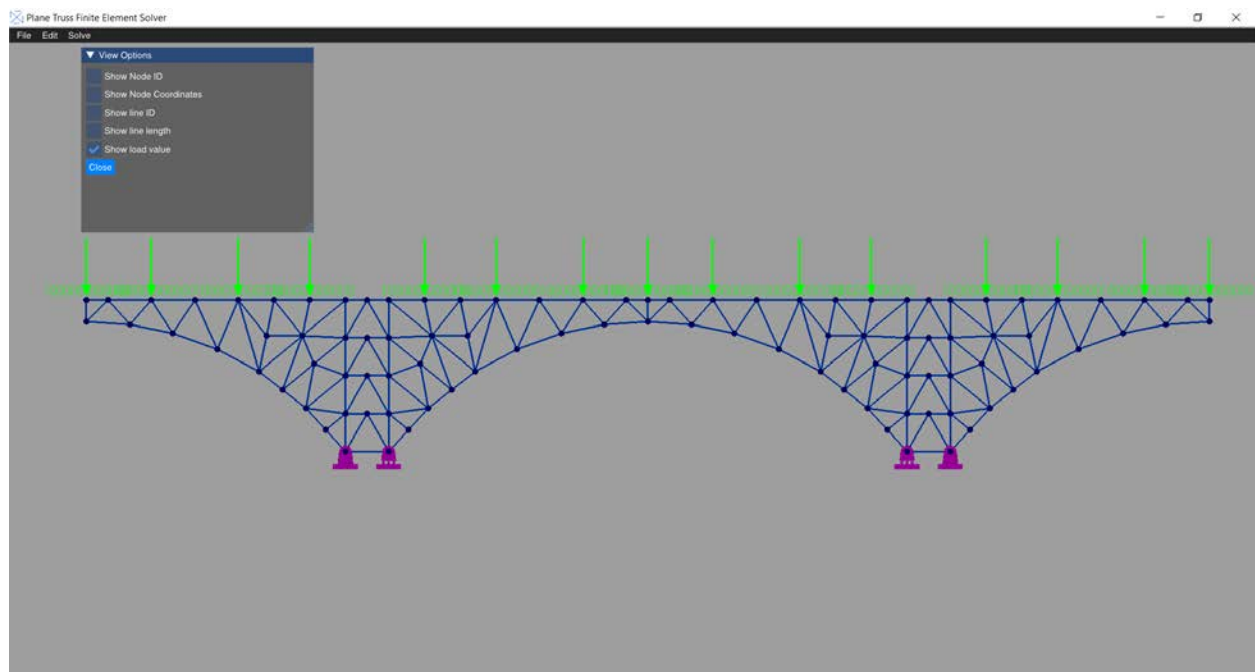 Plane Truss Finite Element Solver
File Edit Solve
View Options
Show Node ID
Show Node Coordinates
Show line ID
Show line length
Show load value
Close